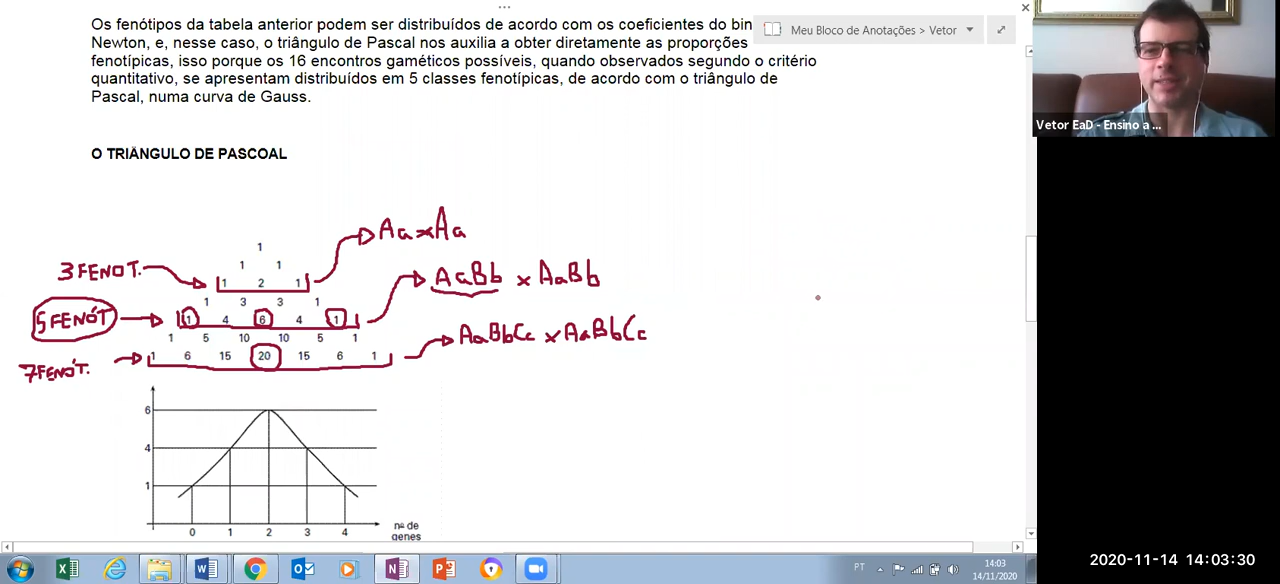 Os fenótipos da tabela anterior podem ser distribuídos de acordo com os coeficientes do bin
Newton, e, nesse caso, o triângulo de Pascal nos auxilia a obter diretamente as proporções
fenotípicas, isso porque os 16 encontros gaméticos possíveis, quando observados segundo o critério
quantitativo, se apresentam distribuídos em 5 classes fenotípicas, de acordo com o triângulo de
Pascal, numa curva de Gauss.
Meu Bloco de Anotações > Vetor
Vetor EaD - Ensino a ...
O TRIÂNGULO DE PASCOAL
AaxAa
1
1 1
3 FENOT.
1 2 1
AaBb x AaBb
1 3 3 1
5 FENÓT
1 4 6 4 1
AaBbCc x AaBbCc
1 5 10 10 5 1
7 FENÓT.
1 6 15 20 15 6 1
6
4
1
0 1 2 3 4
nº de
genes
PT
14:03
14/11/2020
2020-11-14 14:03:30